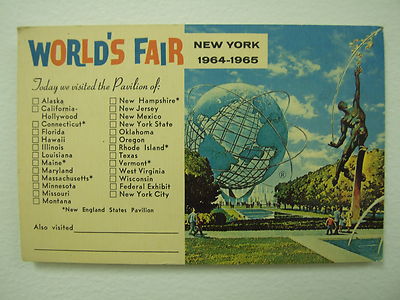 WORLD'S FAIR
NEW YORK
1964-1965
Today we visited the Pavilion of:
Alaska
California-
Hollywood
Connecticut*
Florida
Hawaii
Illinois
Louisiana
Maine*
Maryland
Massachusetts*
Minnesota
Missouri
Montana
New Hampshire*
New Jersey
New Mexico
New York State
Oklahoma
Oregon
Rhode Island*
Texas
Vermont*
West Virginia
Wisconsin
Federal Exhibit
New York City
*New England States Pavilion
Also visited
®